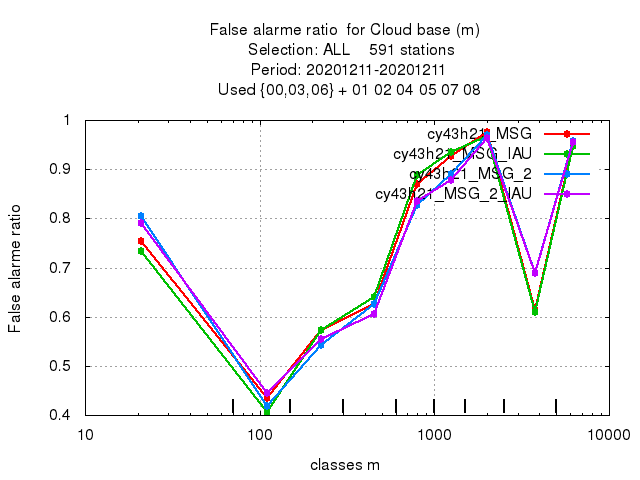 False alarme ratio  for Cloud base (m)
Selection: ALL    591 stations
Period: 20201211-20201211
Used {00,03,06} + 01 02 04 05 07 08
1
0.9
0.8
0.7
0.6
0.5
0.4
False alarme ratio
cy43h21_MSG
cy43h21_MSG_IAU
cy43h21_MSG_2
cy43h21_MSG_2_IAU
10
100
1000
10000
classes m